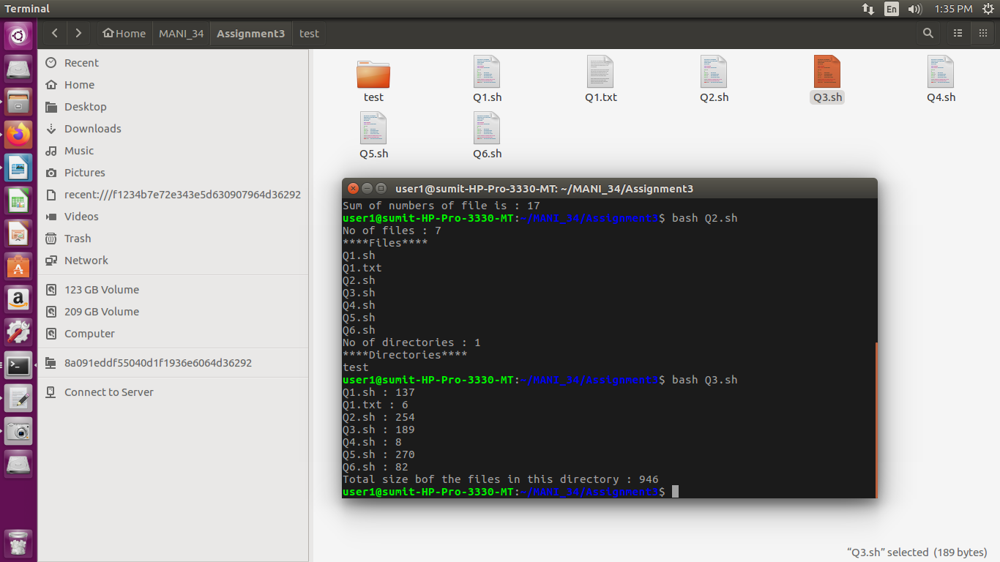 Terminal
En
1:35 PM
Home
MANI_34
Assignment3
test
Recent
Home
Desktop
Downloads
Music
Pictures
recent:///f1234b7e72e343e5d630907964d36292
Videos
Trash
Network
123 GB Volume
209 GB Volume
Computer
8a091eddf55040d1f1936e6064d36292
Connect to Server
test
Q1.sh
Q1.txt
Q2.sh
Q3.sh
Q4.sh
Q5.sh
Q6.sh
user1@sumit-HP-Pro-3330-MT: ~/MANI_34/Assignment3
Sum of numbers of file is : 17
user1@sumit-HP-Pro-3330-MT:~/MANI_34/Assignment3$ bash Q2.sh
No of files : 7
****Files****
Q1.sh
Q1.txt
Q2.sh
Q3.sh
Q4.sh
Q5.sh
Q6.sh
No of directories : 1
****Directories****
test
user1@sumit-HP-Pro-3330-MT:~/MANI_34/Assignment3$ bash Q3.sh
Q1.sh : 137
Q1.txt : 6
Q2.sh : 254
Q3.sh : 189
Q4.sh : 8
Q5.sh : 270
Q6.sh : 82
Total size bof the files in this directory : 946
user1@sumit-HP-Pro-3330-MT:~/MANI_34/Assignment3$
“Q3.sh” selected (189 bytes)